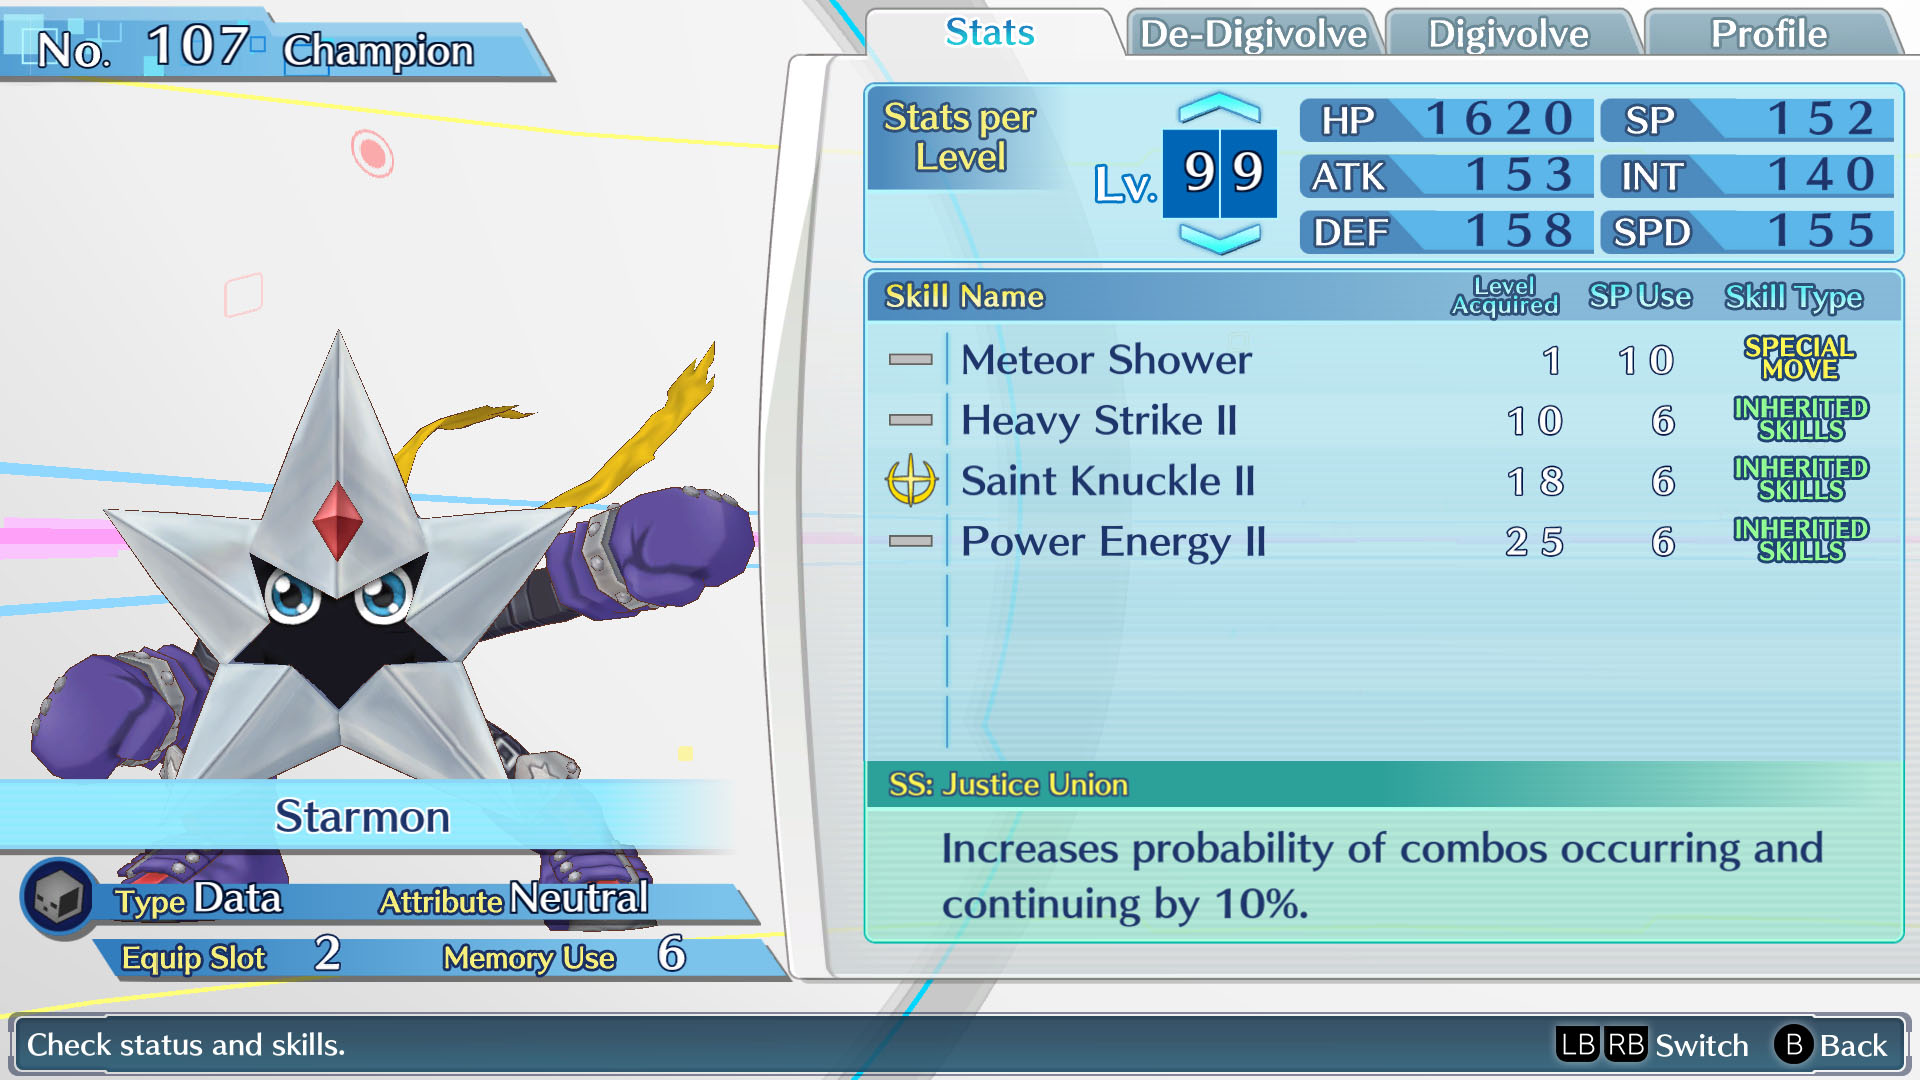 No. 107 Champion
Stats
De-Digivolve
Digivolve
Profile
Stats per
Level
Lv. 99
HP 1620
SP 152
ATK 153
INT 140
DEF 158
SPD 155
Skill Name
Level
Acquired
SP Use
Skill Type
Meteor Shower 1 10 SPECIAL
MOVE
Heavy Strike II 10 6 INHERITED
SKILLS
Saint Knuckle II 18 6 INHERITED
SKILLS
Power Energy II 25 6 INHERITED
SKILLS
SS: Justice Union
Increases probability of combos occurring and
continuing by 10%.
Starmon
Type Data Attribute Neutral
Equip Slot 2 Memory Use 6
Check status and skills.
LB RB Switch B Back